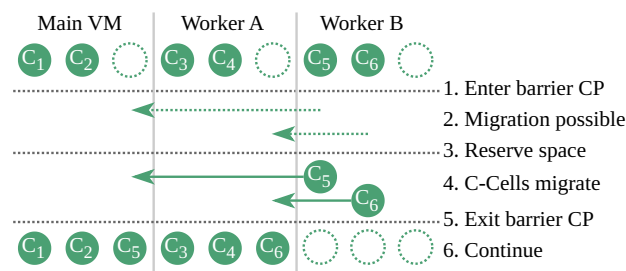 Main VM Worker A Worker B
C1 C2 C3 C4 C5 C6
1. Enter barrier CP
2. Migration possible
3. Reserve space
C5
4. C-Cells migrate
C6
5. Exit barrier CP
C1 C2 C5 C3 C4 C6
6. Continue